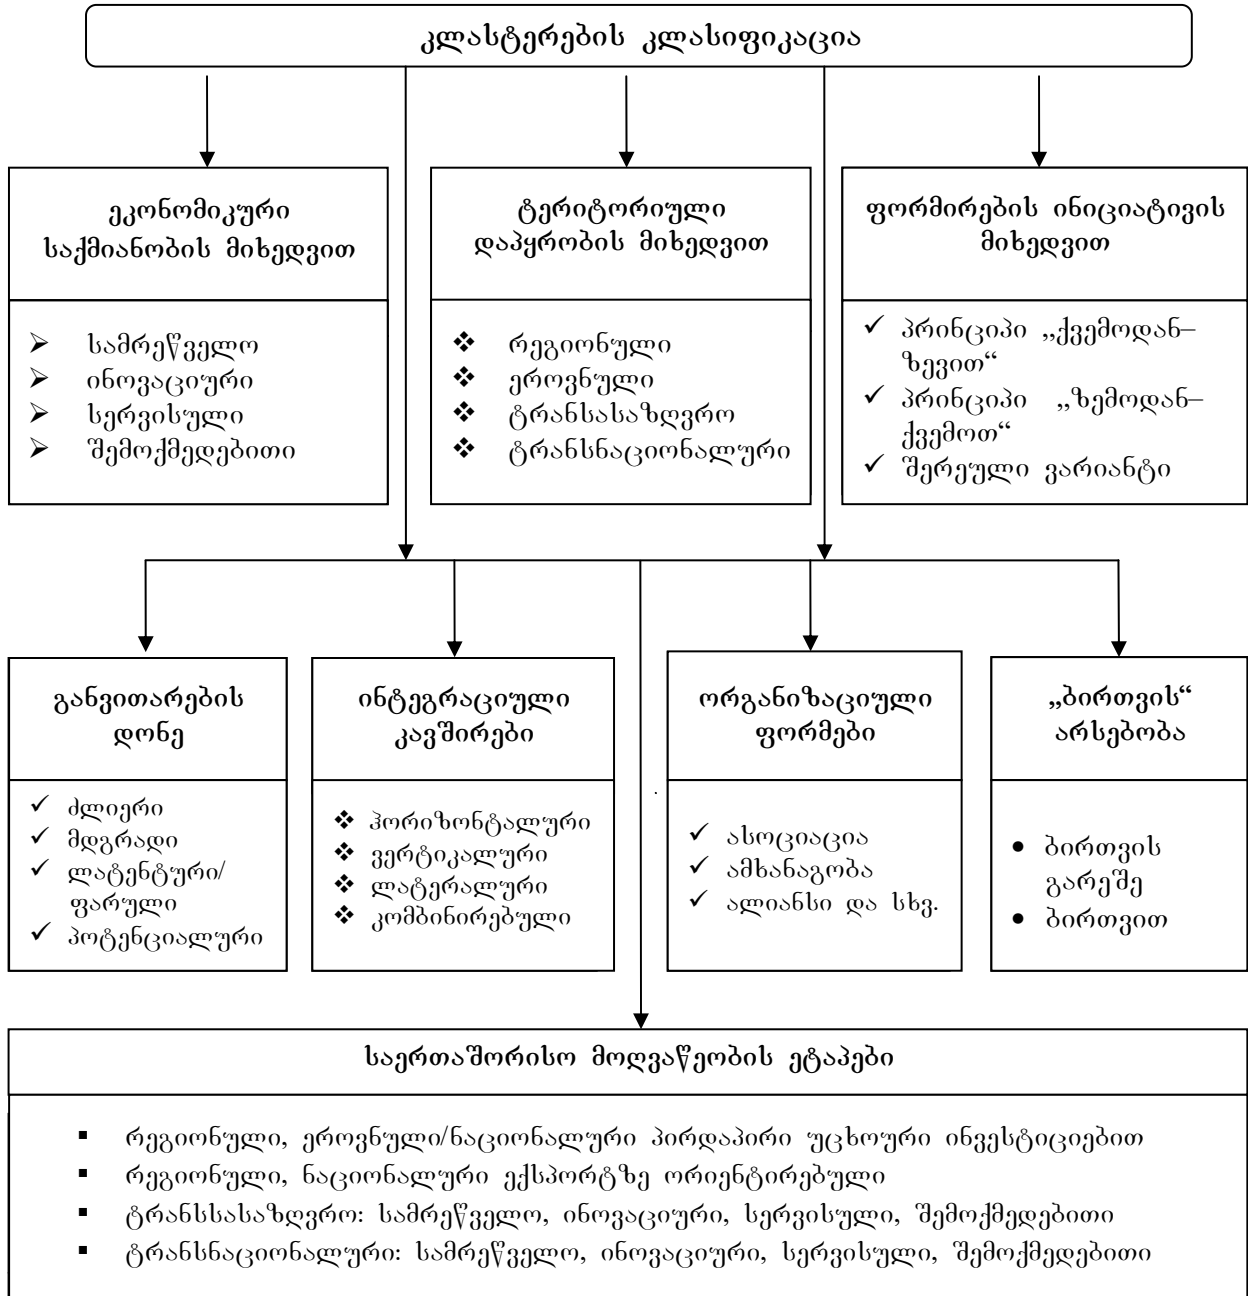 კლასტერების კლასიფიკაცია
ეკონომიკური
საქმიანობის მიხედვით
➢ სამრეწველო
➢ ინოვაციური
➢ სერვისული
➢ შემოქმედებითი
ტერიტორიული
დაპყრობის მიხედვით
❖ რეგიონული
❖ ეროვნული
❖ ტრანსასაზღვრო
❖ ტრანსნაციონალური
ფორმირების ინიციატივის
მიხედვით
✓ პრინციპი „ქვემოდან–
ზევით“
✓ პრინციპი „ზემოდან–
ქვემოთ“
✓ შერეული ვარიანტი
განვითარების
დონე
✓ ძლიერი
✓ მდგრადი
✓ ლატენტური/
ფარული
✓ პოტენციალური
ინტეგრაციული
კავშირები
❖ ჰორიზონტალური
❖ ვერტიკალური
❖ ლატერალური
❖ კომბინირებული
ორგანიზაციული
ფორმები
✓ ასოციაცია
✓ ამხანაგობა
✓ ალიანსი და სხვ.
„ბირთვის“
არსებობა
• ბირთვის
გარეშე
• ბირთვით
საერთაშორისო მოღვაწეობის ეტაპები
▪ რეგიონული, ეროვნული/ნაციონალური პირდაპირი უცხოური ინვესტიციებით
▪ რეგიონული, ნაციონალური ექსპორტზე ორიენტირებული
▪ ტრანსსასაზღვრო: სამრეწველო, ინოვაციური, სერვისული, შემოქმედებითი
▪ ტრანსნაციონალური: სამრეწველო, ინოვაციური, სერვისული, შემოქმედებითი